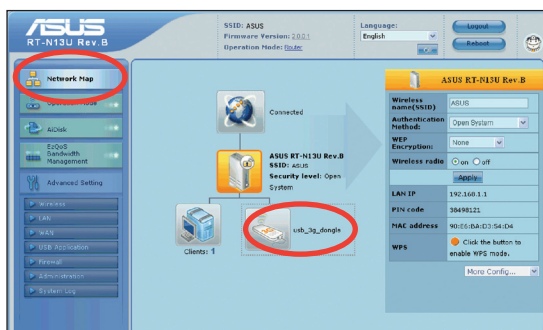 ASUS
RT-N13U Rev.B
SSID: ASUS
Firmware Version: 2.0.0.1
Operation Mode: Router
Language:
English
Logout
Reboot
Network Map
Operation Mode
AiDisk
EzQoS
Bandwidth
Management
Advanced Setting
Wireless
LAN
WAN
USB Application
Firewall
Administration
System Log
Connected
ASUS RT-N13U Rev.B
SSID: ASUS
Security level: Open
System
Clients: 1
usb_3g_dongle
ASUS RT-N13U Rev.B
Wireless
name(SSID)
ASUS
Authentication
Method:
Open System
WEP
Encryption:
None
Wireless radio
on off
Apply
LAN IP
192.168.1.1
PIN code
38498121
MAC address
90:E6:BA:D3:54:D4
WPS
Click the button to
enable WPS mode.
More Config...